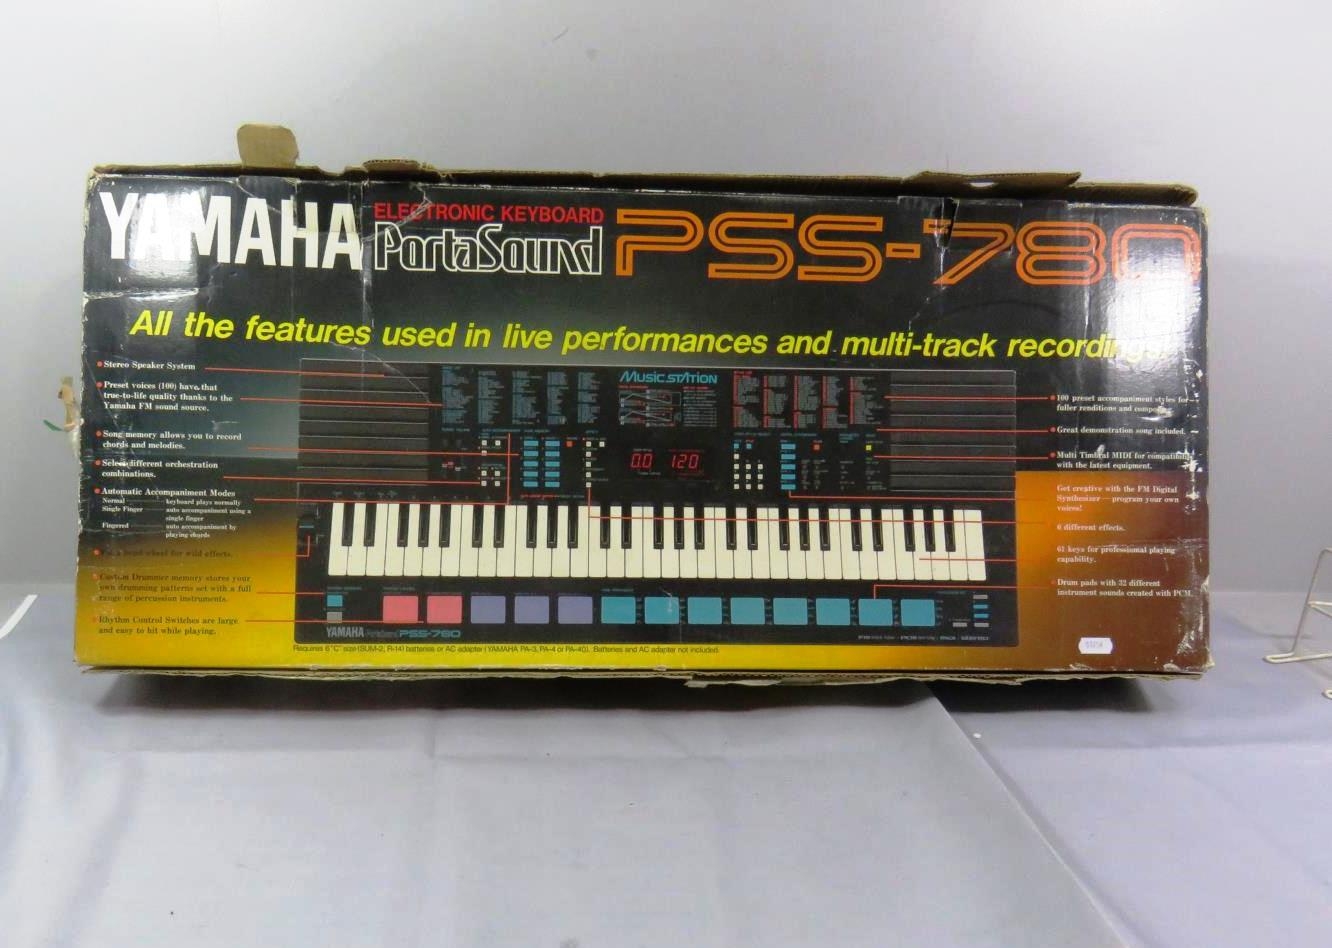 YAMAHA
ELECTRONIC KEYBOARD
PortaSound
PSS-780
All the features used in live performances and multi-track recording
Stereo Speaker System
Preset voices (100) have that
true-to-life quality thanks to the
Yamaha FM sound source.
Song memory allows you to record
chords and melodies.
Select different orchestration
combinations.
Automatic Accompaniment Modes
Normal keyboard plays normally
Single Finger auto accompaniment using a
single finger
Fingered auto accompaniment by
playing chords
bend wheel for wild effects.
Custom Drummer memory stores your
own drumming patterns set with a full
range of percussion instruments.
Rhythm Control Switches are large
and easy to hit while playing.
MUSIC STATION
00 120
YAMAHA PortaSound PSS-780
100 preset accompaniment styles for
fuller renditions and
Great demonstration song included.
Multi Timbral MIDI for
with the latest equipment.
Get creative with the FM Digital
Synthesizer — program your own
voices!
6 different effects.
61 keys for professional playing
capability.
Drum pads with 32 different
instrument sounds created with PCM.
Requires 6 "C" size (SUM-2, R-14) batteries or AC adapter (YAMAHA PA-3, PA-4 or PA-40). Batteries and AC adapter not included.